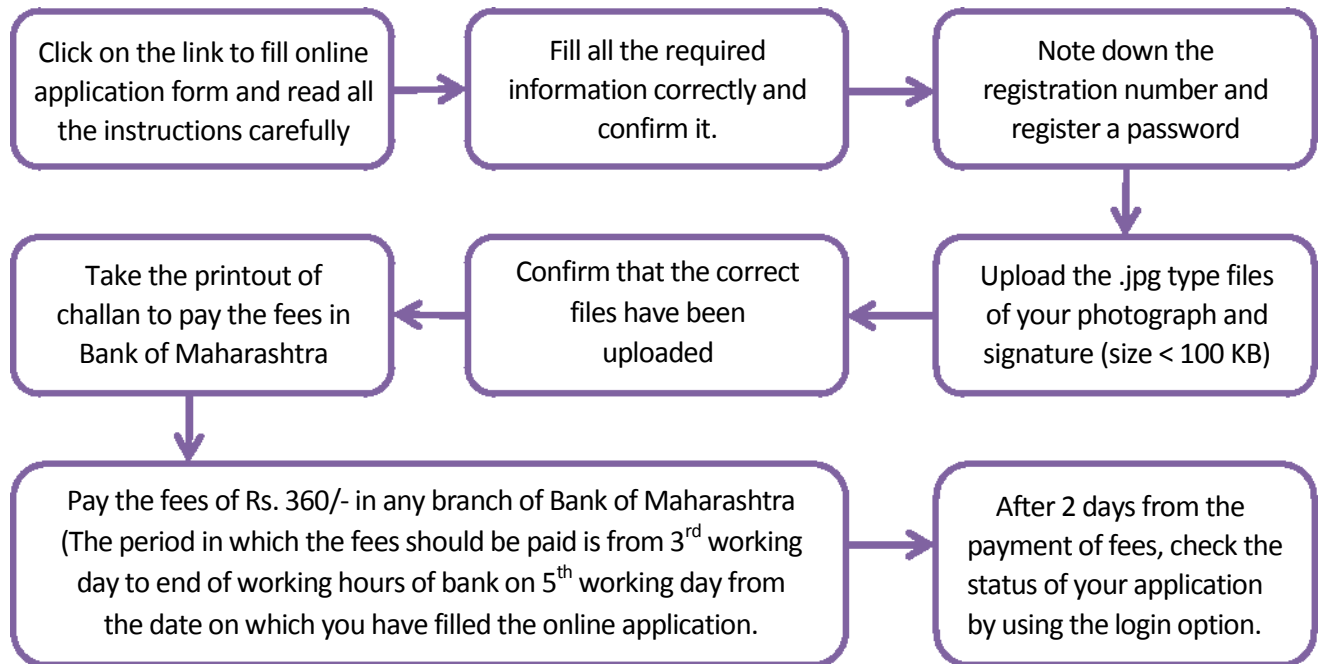 Click on the link to fill online
application form and read all
the instructions carefully
Fill all the required
information correctly and
confirm it.
Note down the
registration number and
register a password
Upload the .jpg type files
of your photograph and
signature (size < 100 KB)
Confirm that the correct
files have been
uploaded
Take the printout of
challan to pay the fees in
Bank of Maharashtra
Pay the fees of Rs. 360/- in any branch of Bank of Maharashtra
(The period in which the fees should be paid is from 3rd working
day to end of working hours of bank on 5th working day from
the date on which you have filled the online application.
After 2 days from the
payment of fees, check the
status of your application
by using the login option.